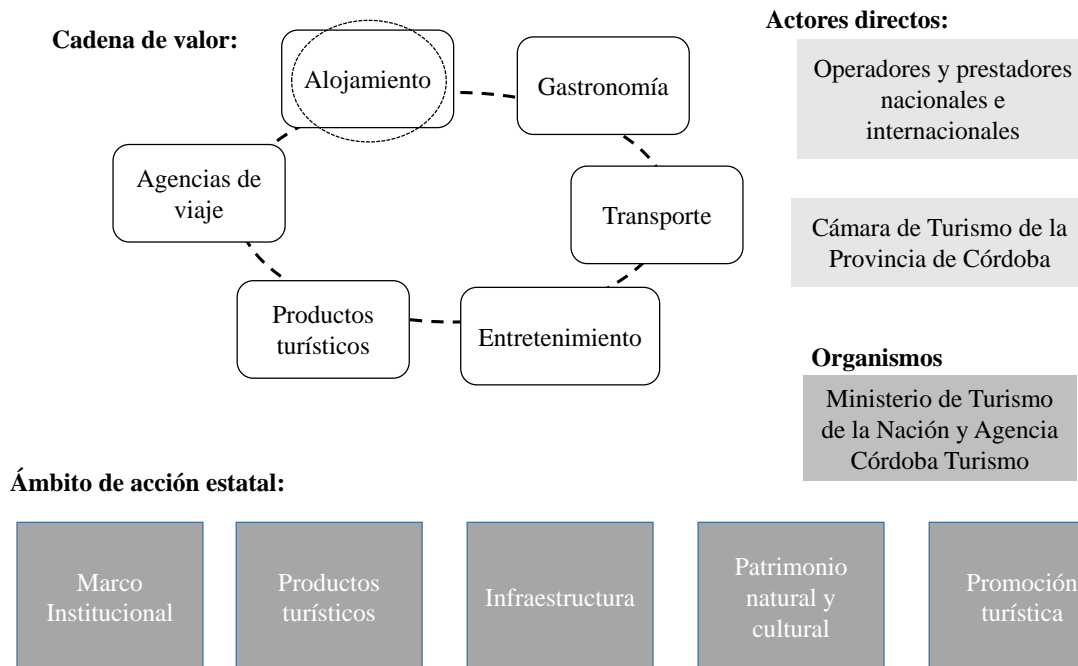 Cadena de valor:
Alojamiento
Gastronomía
Agencias de
viaje
Transporte
Productos
turísticos
Entretenimiento
Actores directos:
Operadores y prestadores
nacionales e
internacionales
Cámara de Turismo de la
Provincia de Córdoba
Organismos
Ministerio de Turismo
de la Nación y Agencia
Córdoba Turismo
Ámbito de acción estatal:
Marco
Institucional
Productos
turísticos
Infraestructura
Patrimonio
natural y
cultural
Promoción
turística